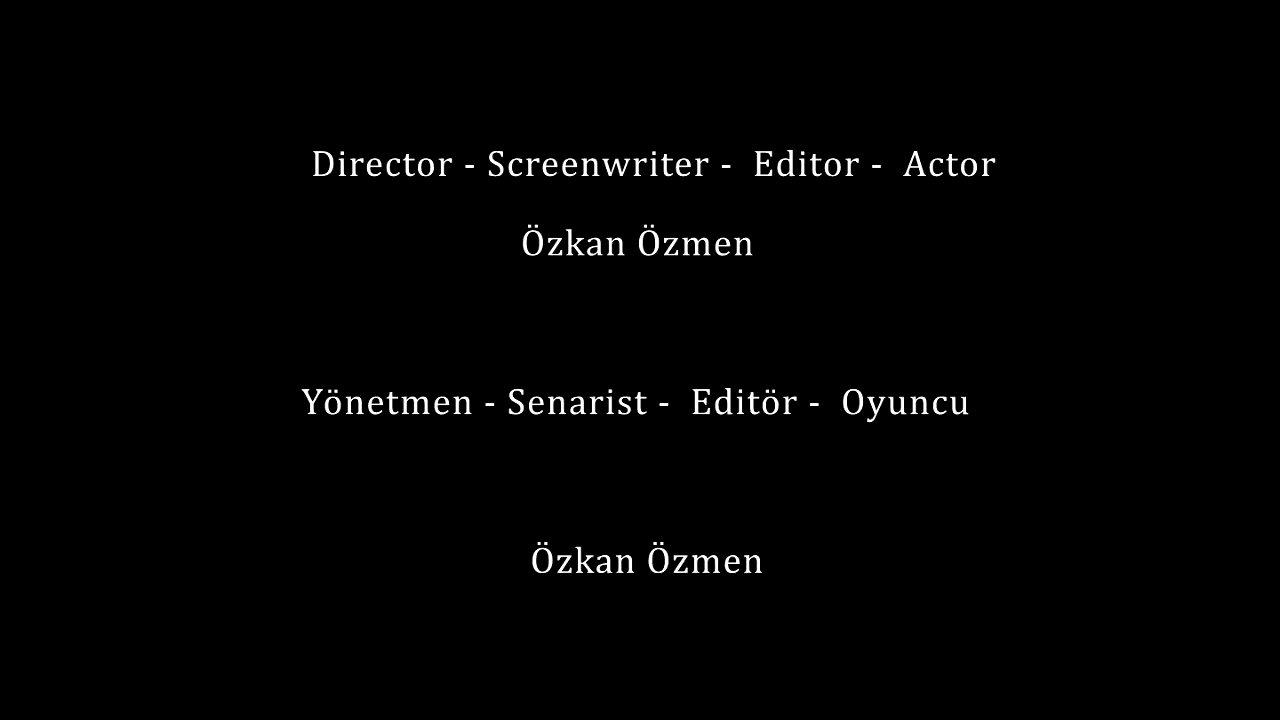 Director - Screenwriter -  Editor -  Actor
Özkan Özmen
Yönetmen - Senarist -  Editör -  Oyuncu
Özkan Özmen